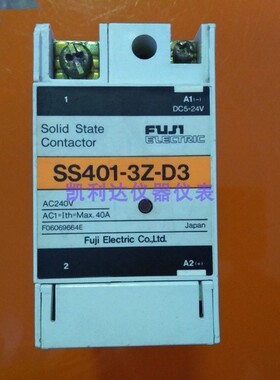 1
A1(+)
DC5-24V
Solid State
Contactor
FUJI
ELECTRIC
SS401-3Z-D3
凯利达仪器仪表
AC240V
AC1-Ith=Max. 40A
F06069664E
Japan
Fuji Electric Co.,Ltd.
2
A2(-)